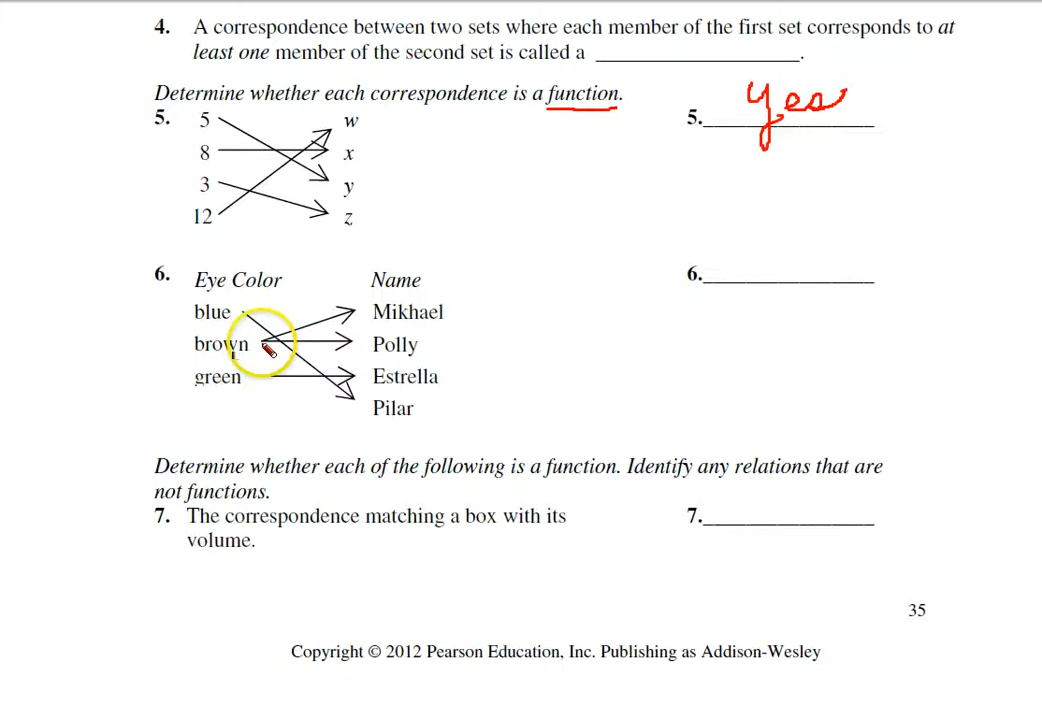 4. A correspondence between two sets where each member of the first set corresponds to at
least one member of the second set is called a ____________________.
Determine whether each correspondence is a function.
5. 5 w 5. yes
8 x
3 y
12 z
6. Eye Color Name 6.
blue Mikhael
brown Polly
green Estrella
Pilar
Determine whether each of the following is a function. Identify any relations that are
not functions.
7. The correspondence matching a box with its 7.
volume.
35
Copyright © 2012 Pearson Education, Inc. Publishing as Addison-Wesley